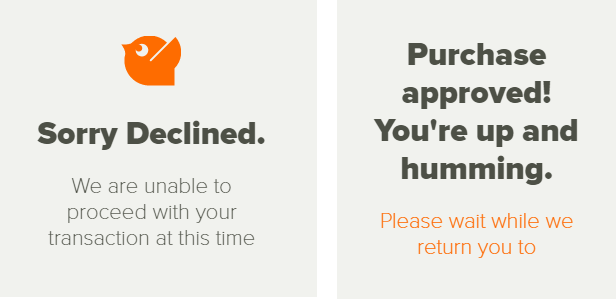 Sorry Declined.
We are unable to
proceed with your
transaction at this time
Purchase
approved!
You're up and
humming.
Please wait while we
return you to